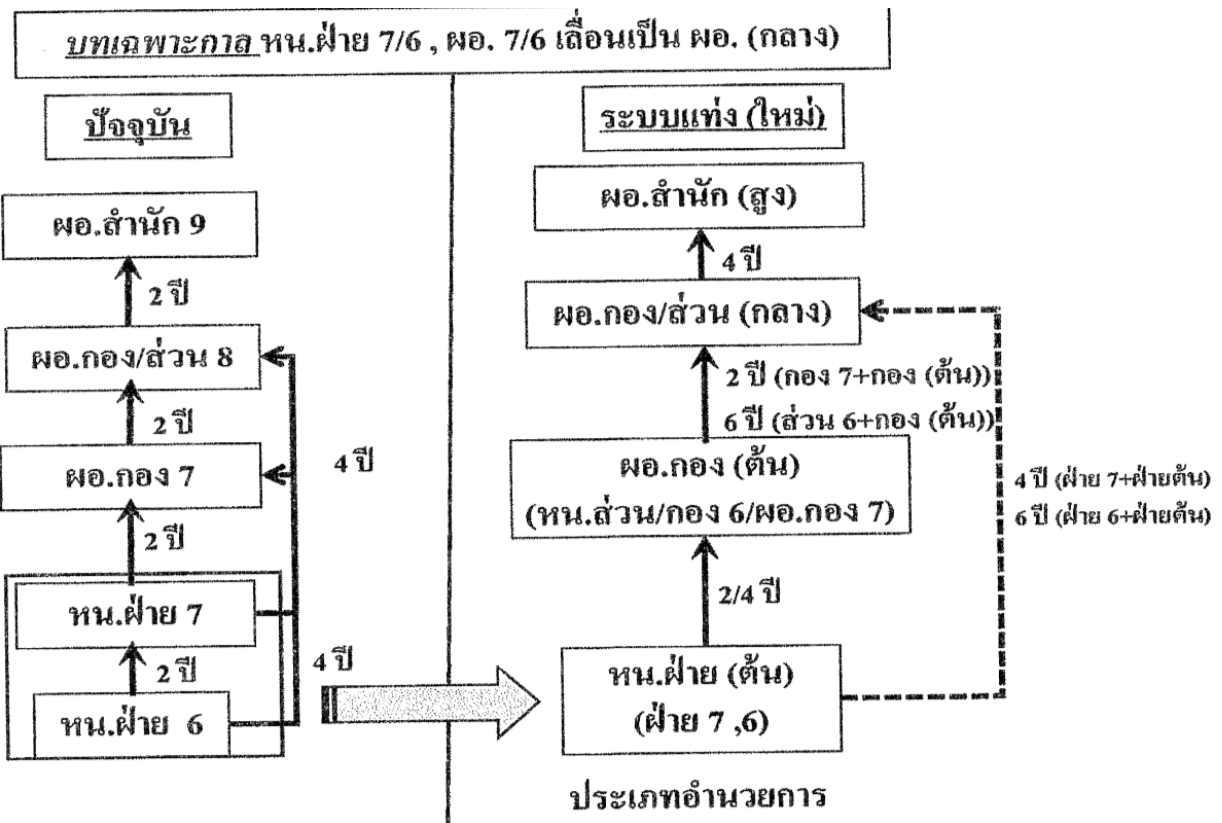 บทเฉพาะกาล หน.ฝ่าย 7/6 , ผอ. 7/6 เลื่อนเป็น ผอ. (กลาง)
ปัจจุบัน
ผอ.สำนัก 9
2 ปี
ผอ.กอง/ส่วน 8
2 ปี
ผอ.กอง 7
4 ปี
2 ปี
หน.ฝ่าย 7
2 ปี
4 ปี
หน.ฝ่าย 6
ระบบแท่ง (ใหม่)
ผอ.สำนัก (สูง)
4 ปี
ผอ.กอง/ส่วน (กลาง)
2 ปี (กอง 7+กอง (ต้น))
6 ปี (ส่วน 6+กอง (ต้น))
ผอ.กอง (ต้น)
(หน.ส่วน/กอง 6/ผอ.กอง 7)
4 ปี (ฝ่าย 7+ฝ่ายต้น)
6 ปี (ฝ่าย 6+ฝ่ายต้น)
2/4 ปี
หน.ฝ่าย (ต้น)
(ฝ่าย 7 ,6)
ประเภทอำนวยการ